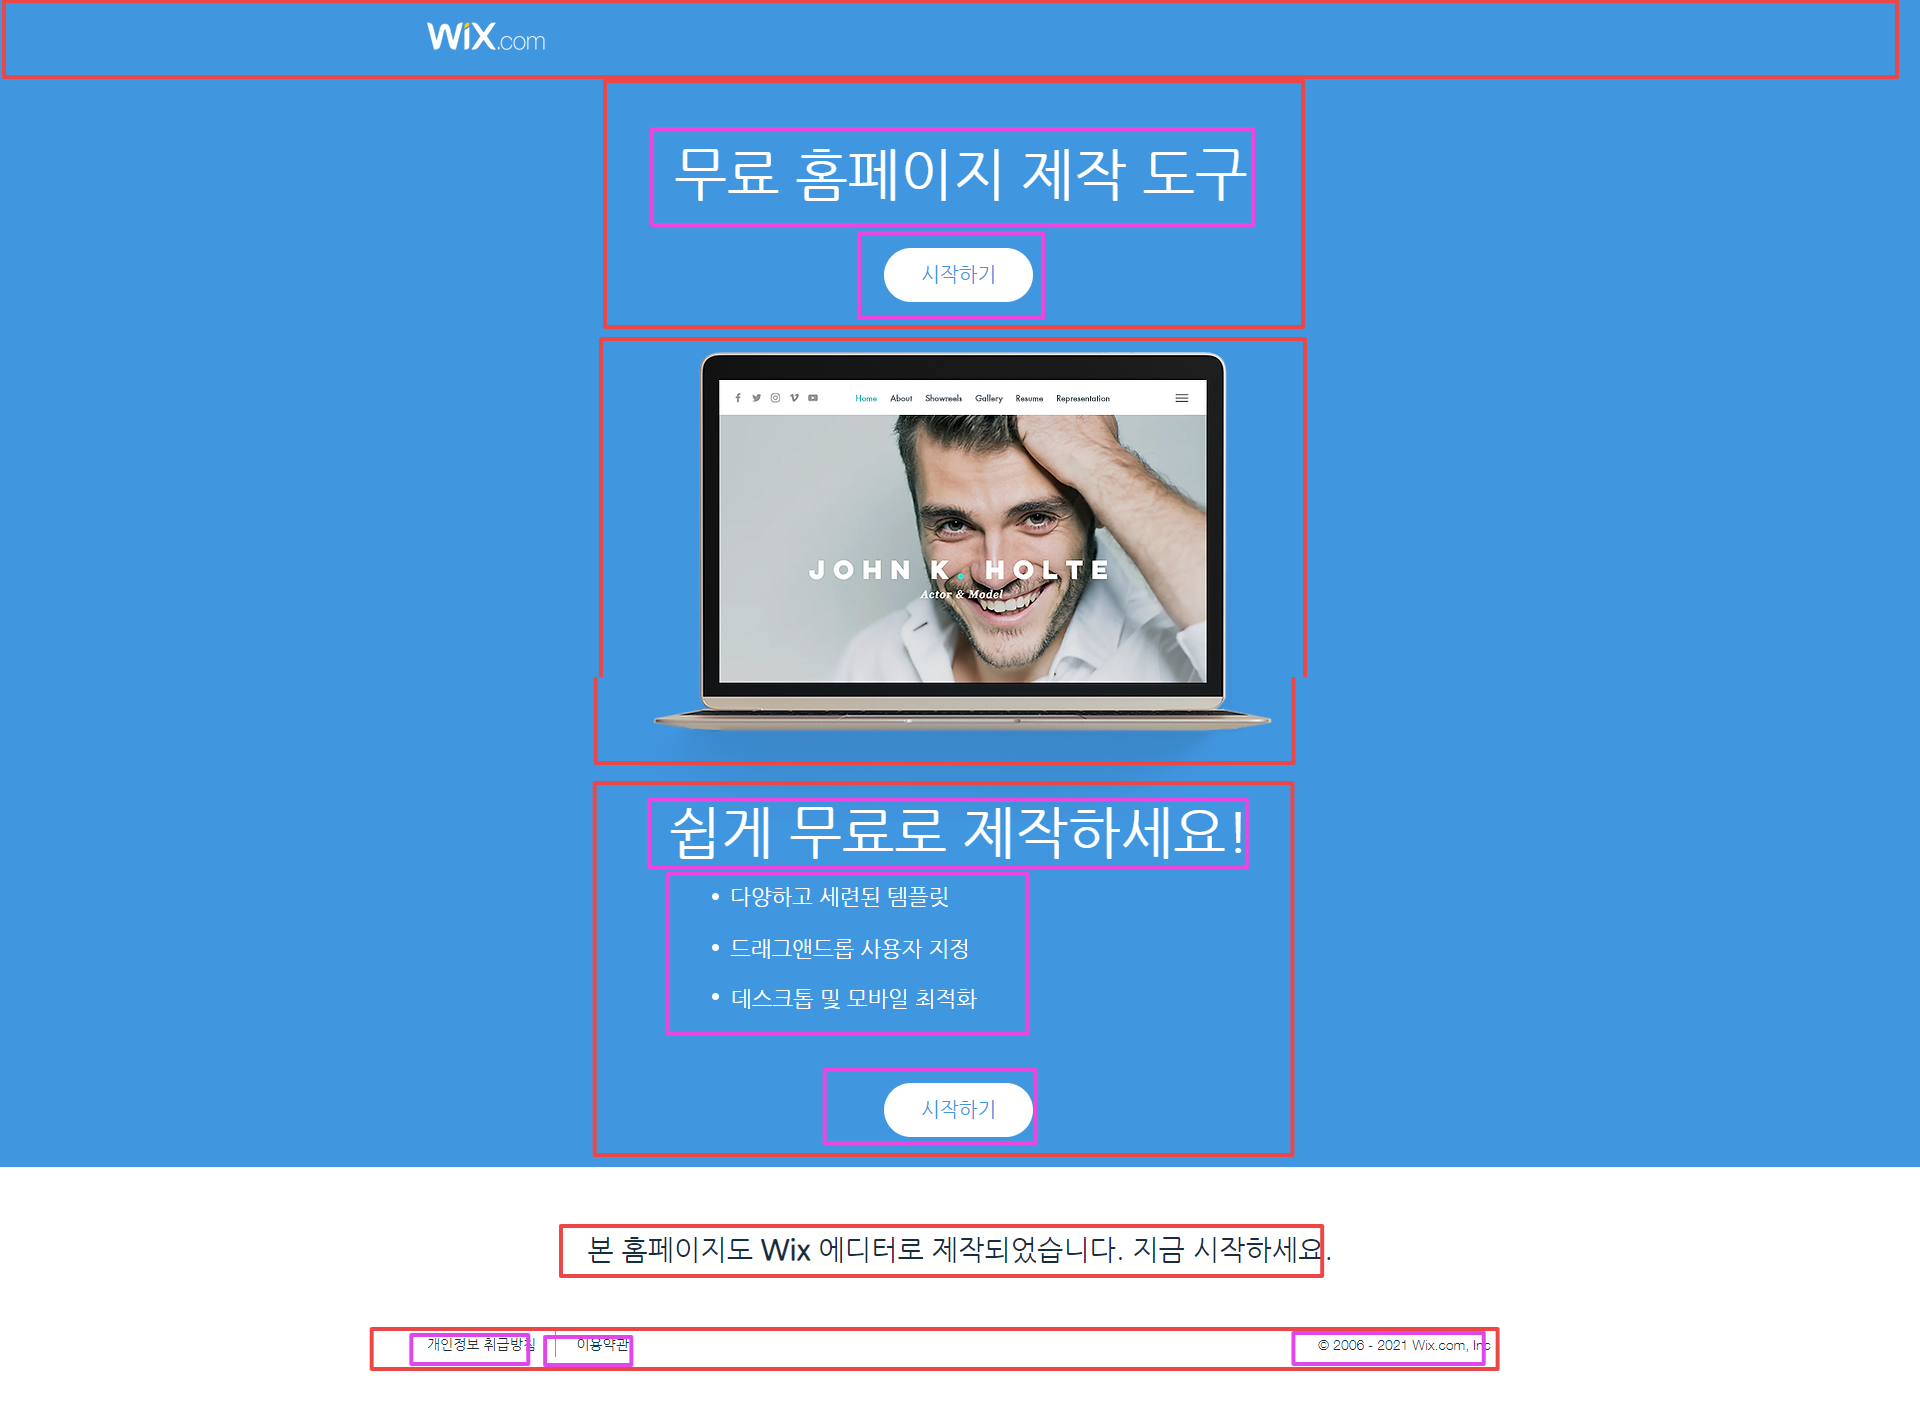 WiX.com
무료 홈페이지 제작 도구
시작하기
Home About Showreels Gallery Resume Representation
JOHN K. HOLTE
Actor & Model
쉽게 무료로 제작하세요!
• 다양하고 세련된 템플릿
• 드래그앤드롭 사용자 지정
• 데스크톱 및 모바일 최적화
시작하기
본 홈페이지도 Wix 에디터로 제작되었습니다. 지금 시작하세요.
개인정보 취급방침 이용약관 © 2006 - 2021 Wix.com, Inc